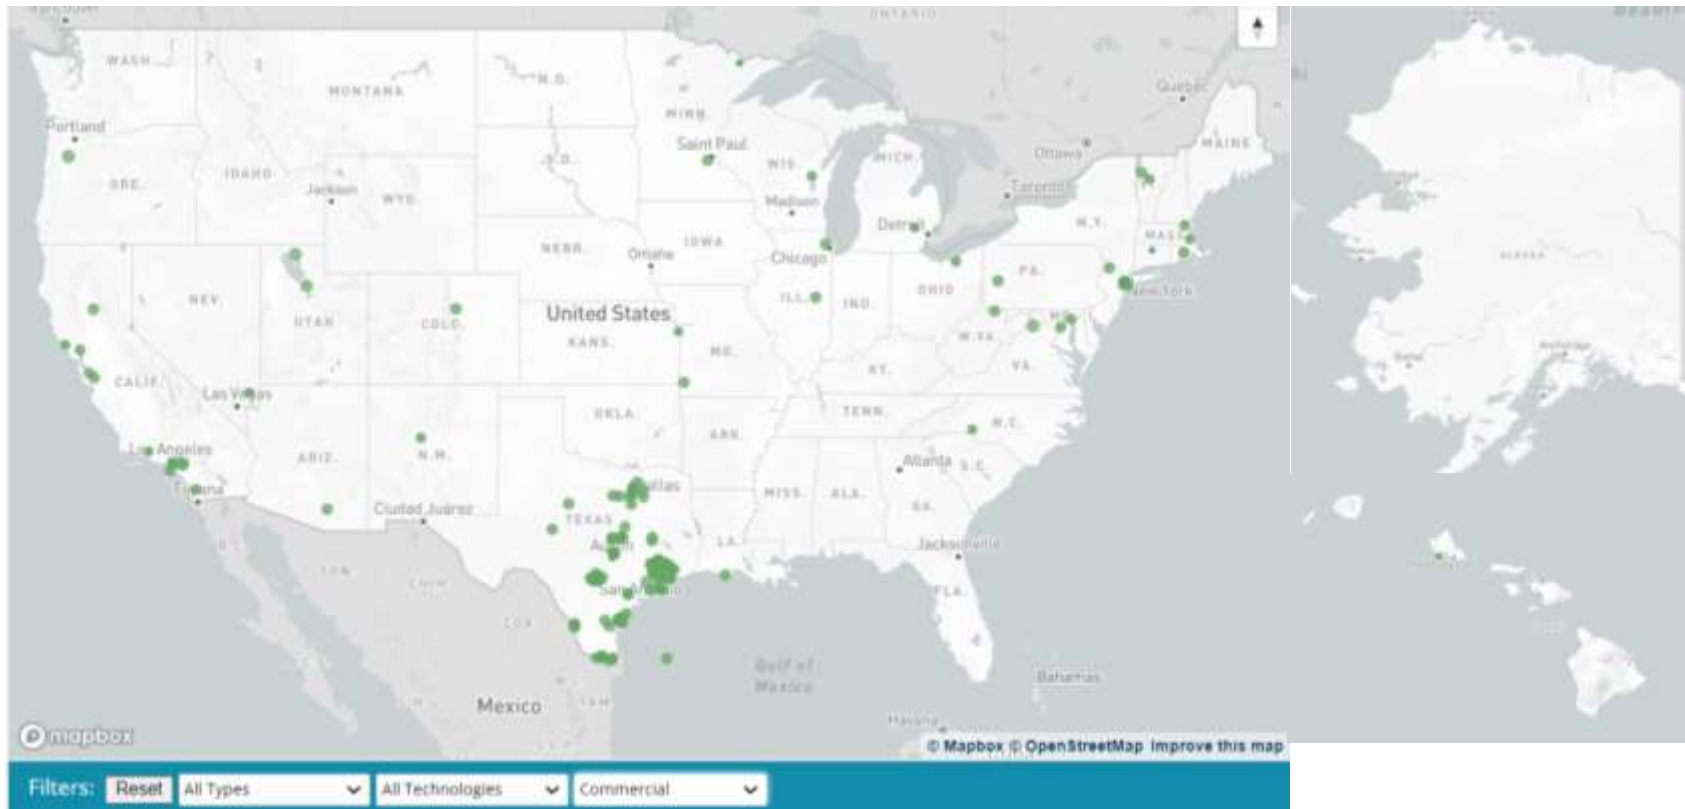 ONTARIO
WASH.
MONTANA
N.D.
MINN.
Quebec
Portland
Saint Paul
MICH.
Ottawa
MAINE
ORE.
IDAHO
Jackson
WYO.
S.D.
WIS.
Toronto
Madison
N.Y.
MASS
Detroit
NEBR.
Omaha
IOWA
Chicago
PA.
NEV.
UTAH
COLO.
United States
ILL.
IND.
OHIO
New York
KANS.
MO.
W.VA.
VA.
CALIF.
Las Vegas
KY.
OKLA.
TENN.
N.C.
ARK.
Los Angeles
ARIZ.
N.M.
Atlanta
S.C.
Tijuana
Dallas
MISS.
ALA.
GA.
Ciudad Juárez
TEXAS
Austin
LA.
Jacksonville
San Antonio
FLA.
Gulf of
Mexico
Bahamas
Mexico
Havana
ALASKA
Anchorage
mapbox
© Mapbox © OpenStreetMap Improve this map
Filters: Reset All Types All Technologies Commercial